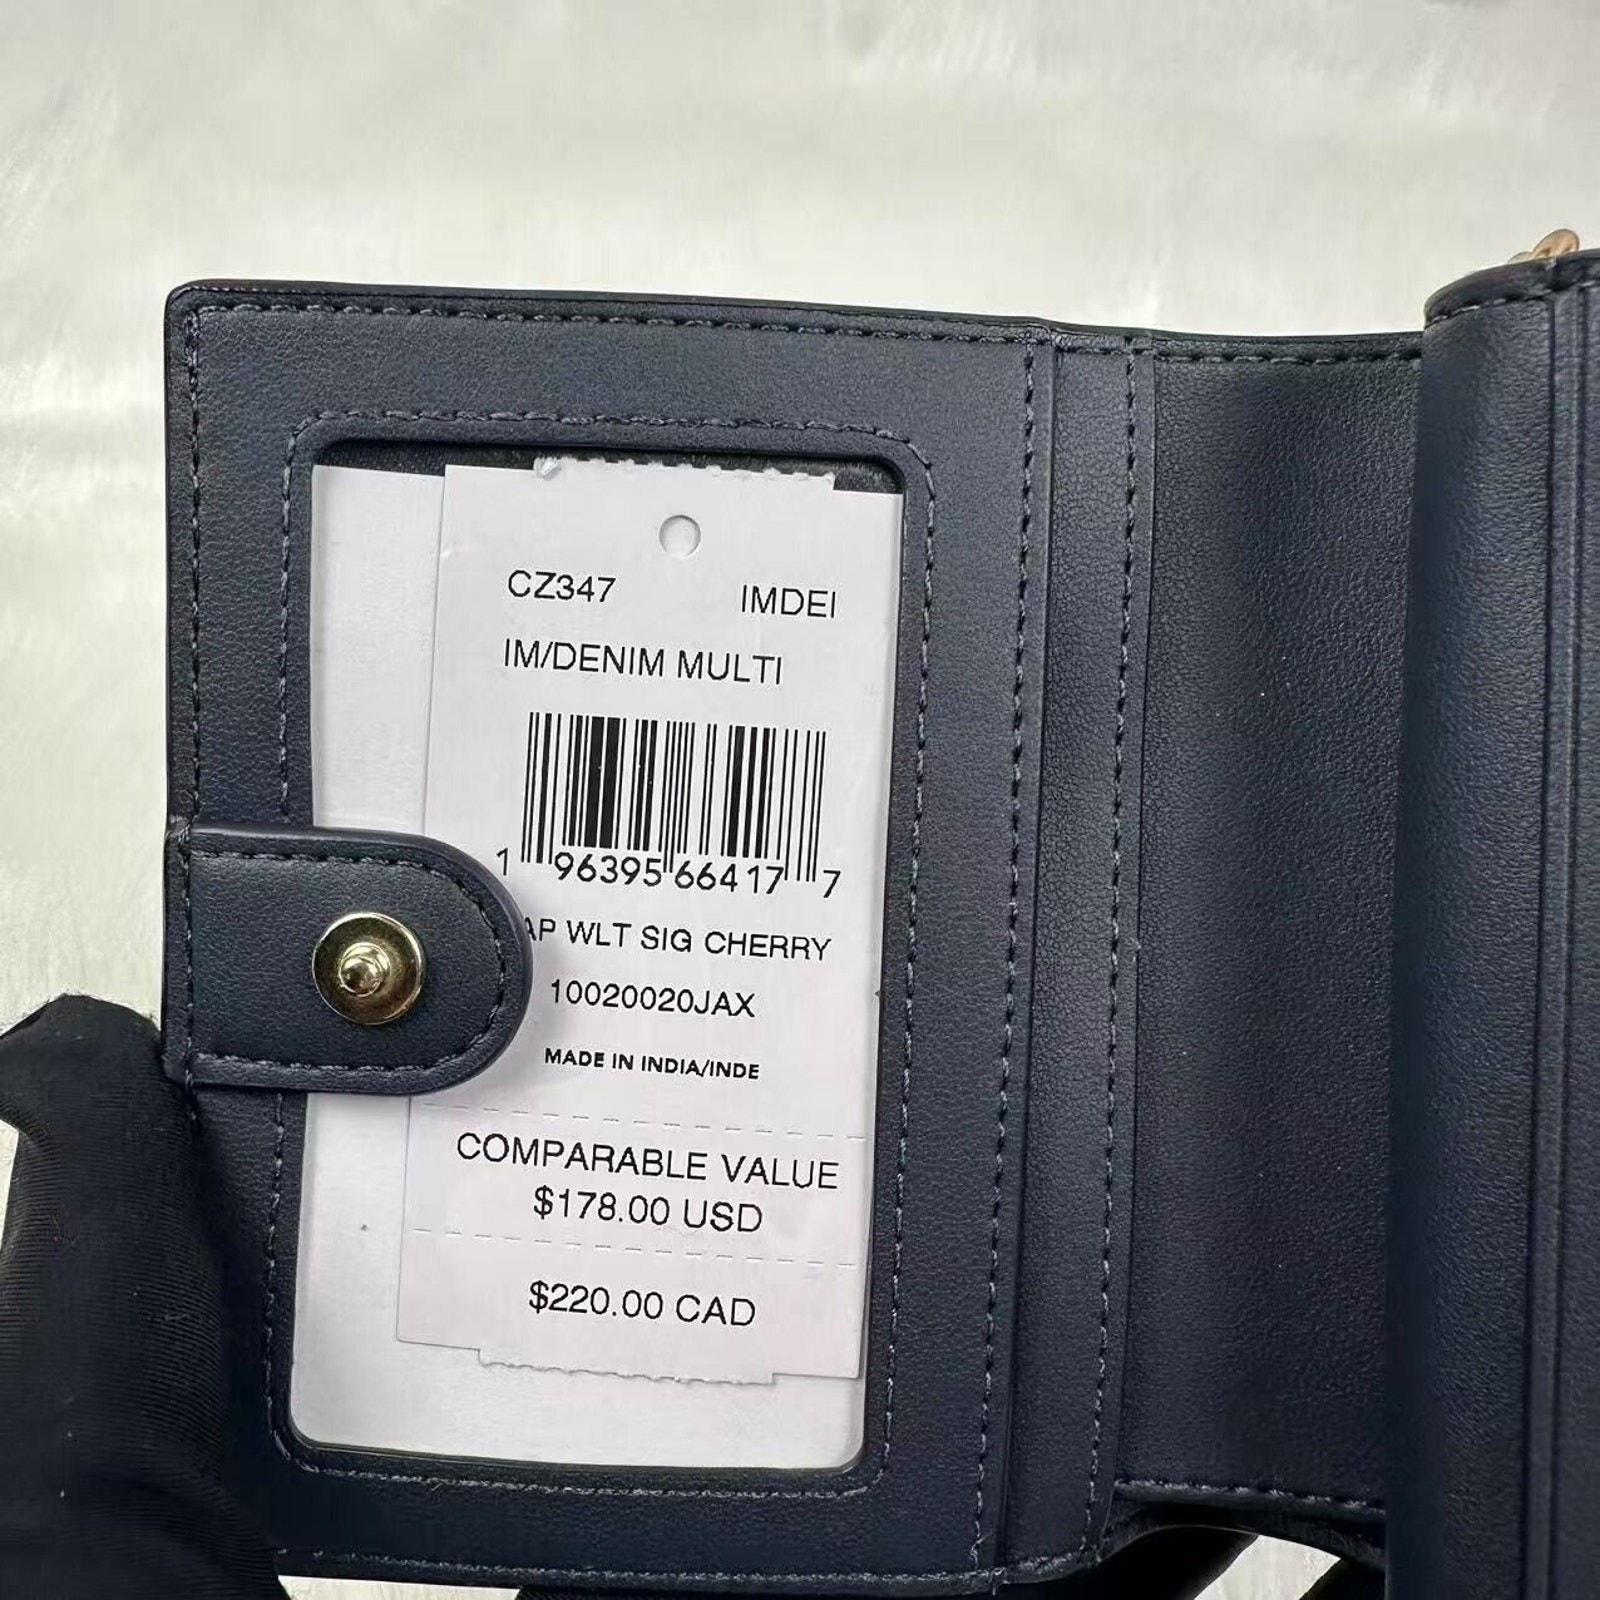 CZ347 IMDEI
IM/DENIM MULTI
1 96395 66417 7
AP WLT SIG CHERRY
10020020JAX
MADE IN INDIA/INDE
COMPARABLE VALUE
$178.00 USD
$220.00 CAD